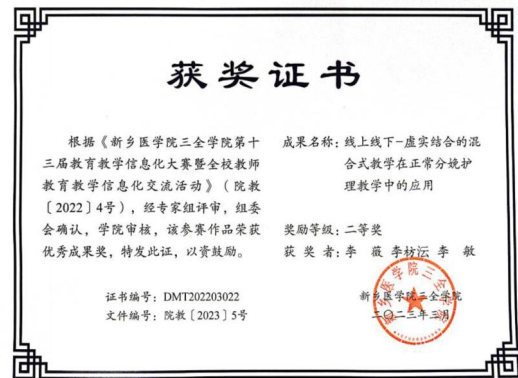 获奖证书
根据《新乡医学院三全学院第十
三届教育教学信息化大赛暨全校教师
教育教学信息化交流活动》（院教
〔2022〕4号），经专家组评审，组委
会确认，学院审核，该参赛作品荣获
优秀成果奖，特发此证，以资鼓励。
证书编号：DMT202203022
文件编号：院教〔2023〕5号
成果名称：线上线下-虚实结合的混
合式教学在正常分娩护
理教学中的应用
奖励等级：二等奖
获 奖 者：李 薇 李枋沄 李 敏
新乡医学院三全学院
二〇二三年三月